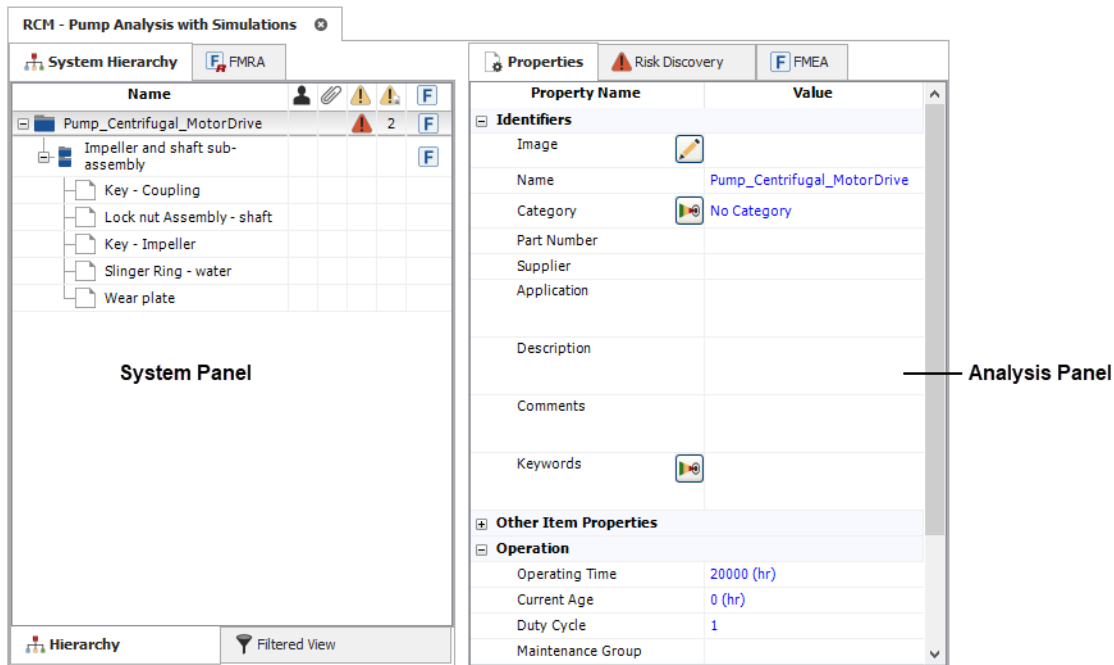 RCM - Pump Analysis with Simulations
System Hierarchy
FMRA
Name
F
Pump_Centrifugal_MotorDrive
2
F
Impeller and shaft sub-
assembly
F
Key - Coupling
Lock nut Assembly - shaft
Key - Impeller
Slinger Ring - water
Wear plate
System Panel
Hierarchy
Filtered View
Properties
Risk Discovery
F FMEA
Property Name Value
Identifiers
Image
Name Pump_Centrifugal_MotorDrive
Category No Category
Part Number
Supplier
Application
Description
Comments
Keywords
Other Item Properties
Operation
Operating Time 20000 (hr)
Current Age 0 (hr)
Duty Cycle 1
Maintenance Group
Analysis Panel